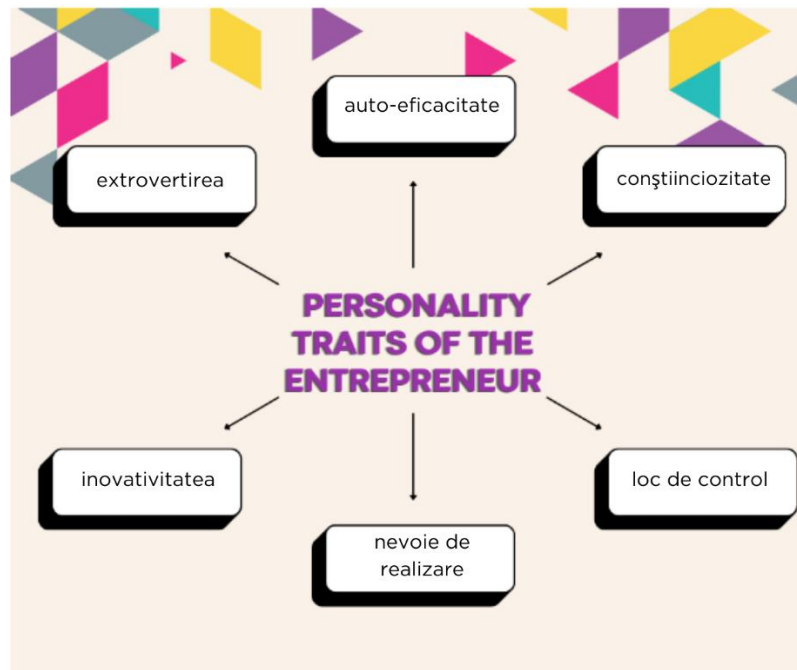 auto-eficacitate
extrovertirea
conştiinciozitate
PERSONALITY
TRAITS OF THE
ENTREPRENEUR
inovativitatea
loc de control
nevoie de
realizare